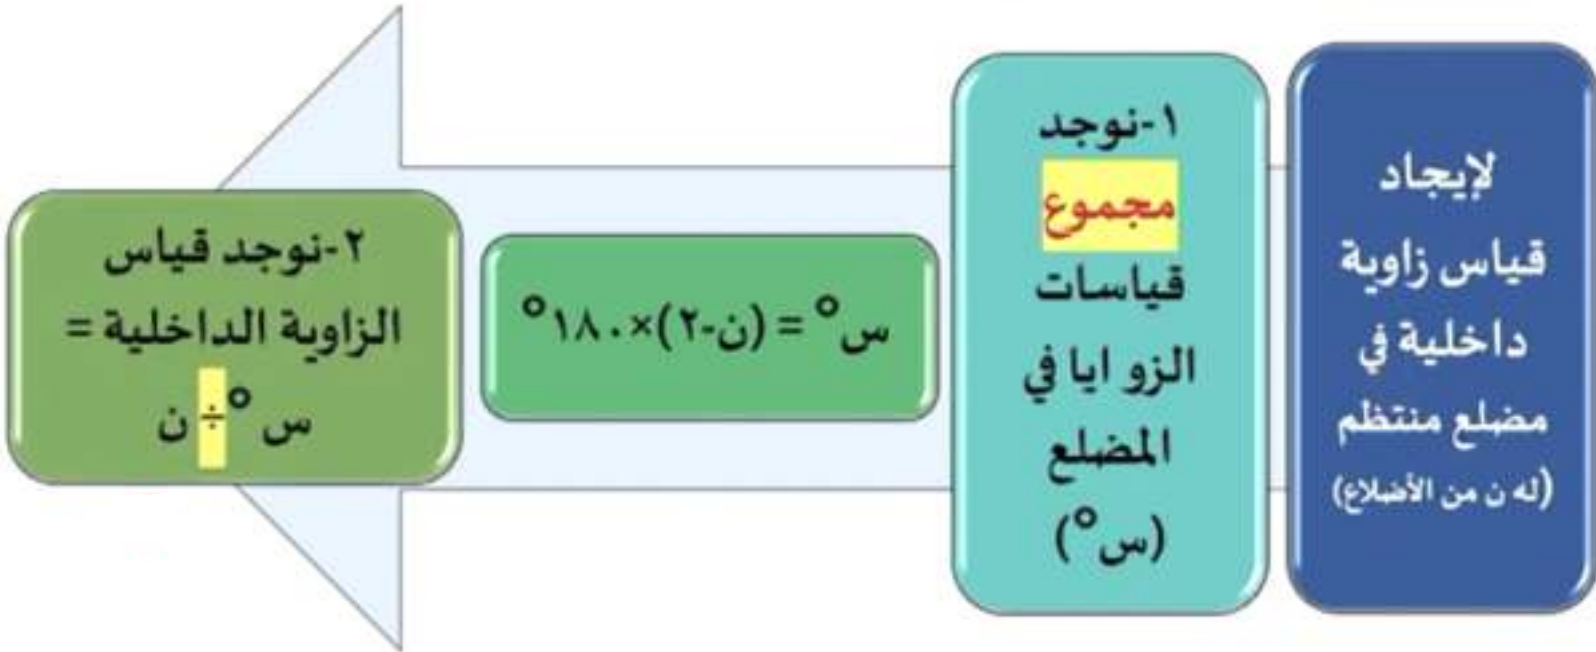 لإيجاد
قياس زاوية
داخلية في
مضلع منتظم
(له ن من الأضلاع)
١-نوجد
مجموع
قياسات
الزو ايا في
المضلع
(س°)
س° = (ن-٢)×١٨٠°
٢-نوجد قياس
الزاوية الداخلية =
س°÷ ن